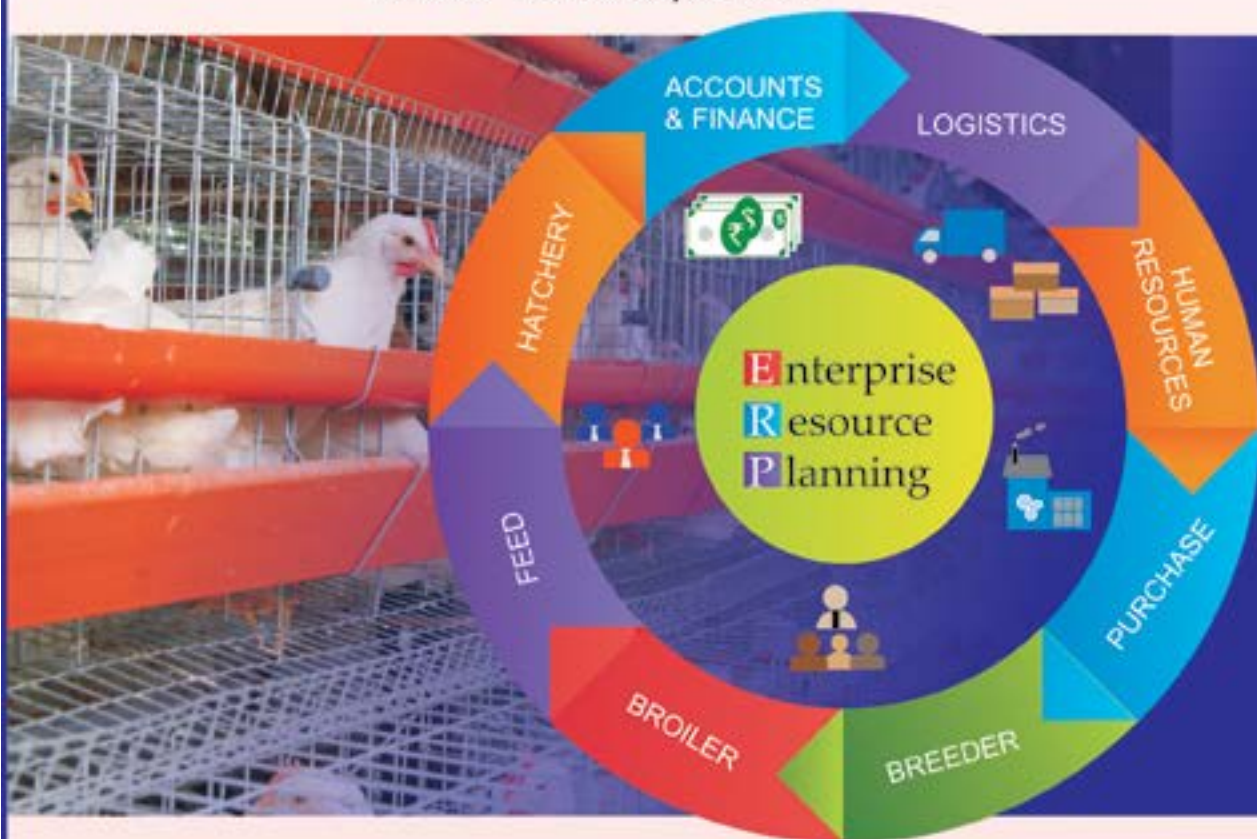 ACCOUNTS
& FINANCE
LOGISTICS
HUMAN
RESOURCES
PURCHASE
BREEDER
BROILER
FEED
HATCHERY
Enterprise
Resource
Planning